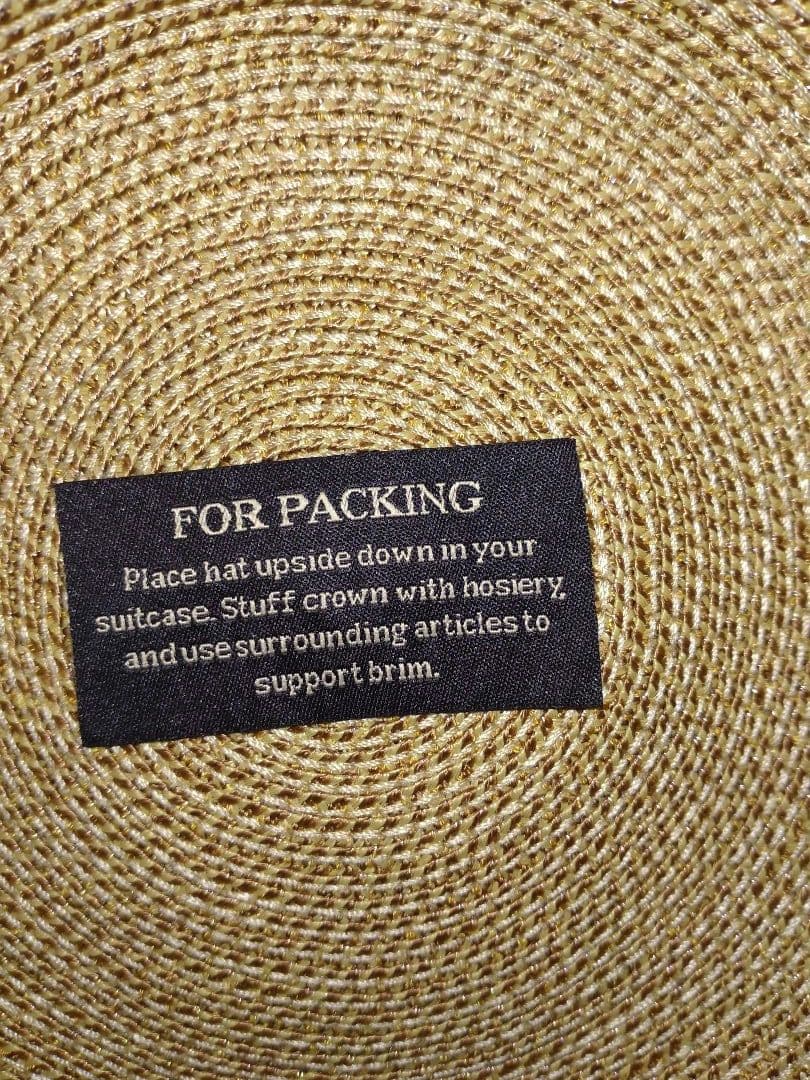 FOR PACKING
Place hat upside down in your
suitcase. Stuff crown with hosiery,
and use surrounding articles to
support brim.